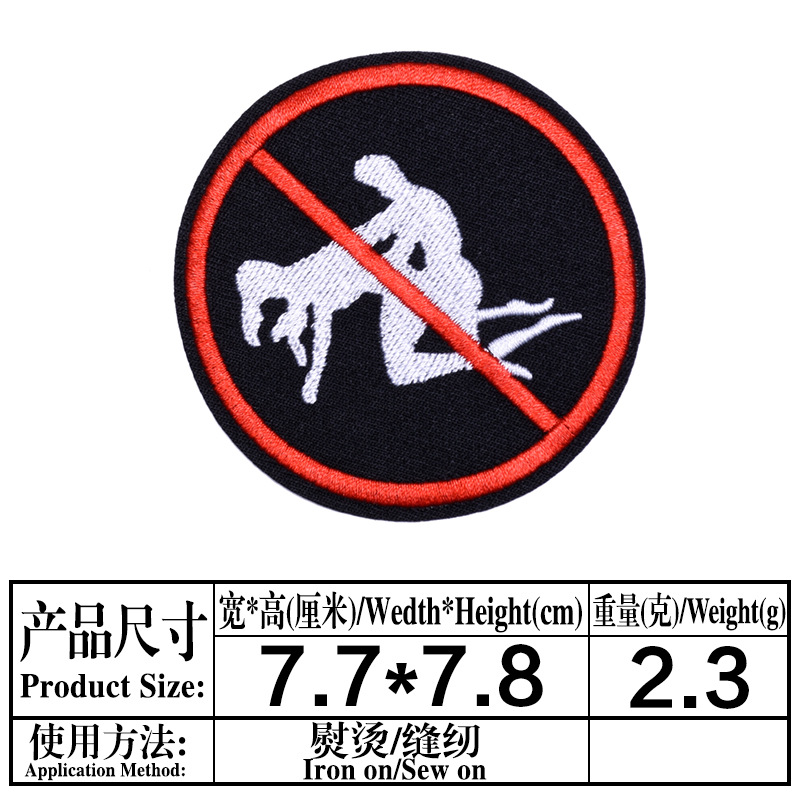 产品尺寸
Product Size:
宽*高(厘米)/Wedth*Height(cm)
重量(克)/Weight(g)
7.7*7.8
2.3
使用方法:
Application Method:
熨烫/缝纫
Iron on/Sew on